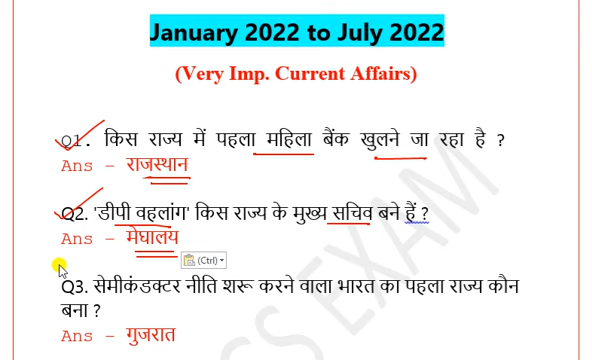 January 2022 to July 2022
(Very Imp. Current Affairs)
Q1. किस राज्य में पहला महिला बैंक खुलने जा रहा है ?
Ans – राजस्थान
Q2. 'डीपी वहलांग' किस राज्य के मुख्य सचिव बने हैं ?
Ans – मेघालय
(Ctrl)
Q3. सेमीकंडक्टर नीति शरू करने वाला भारत का पहला राज्य कौन
बना ?
Ans – गुजरात